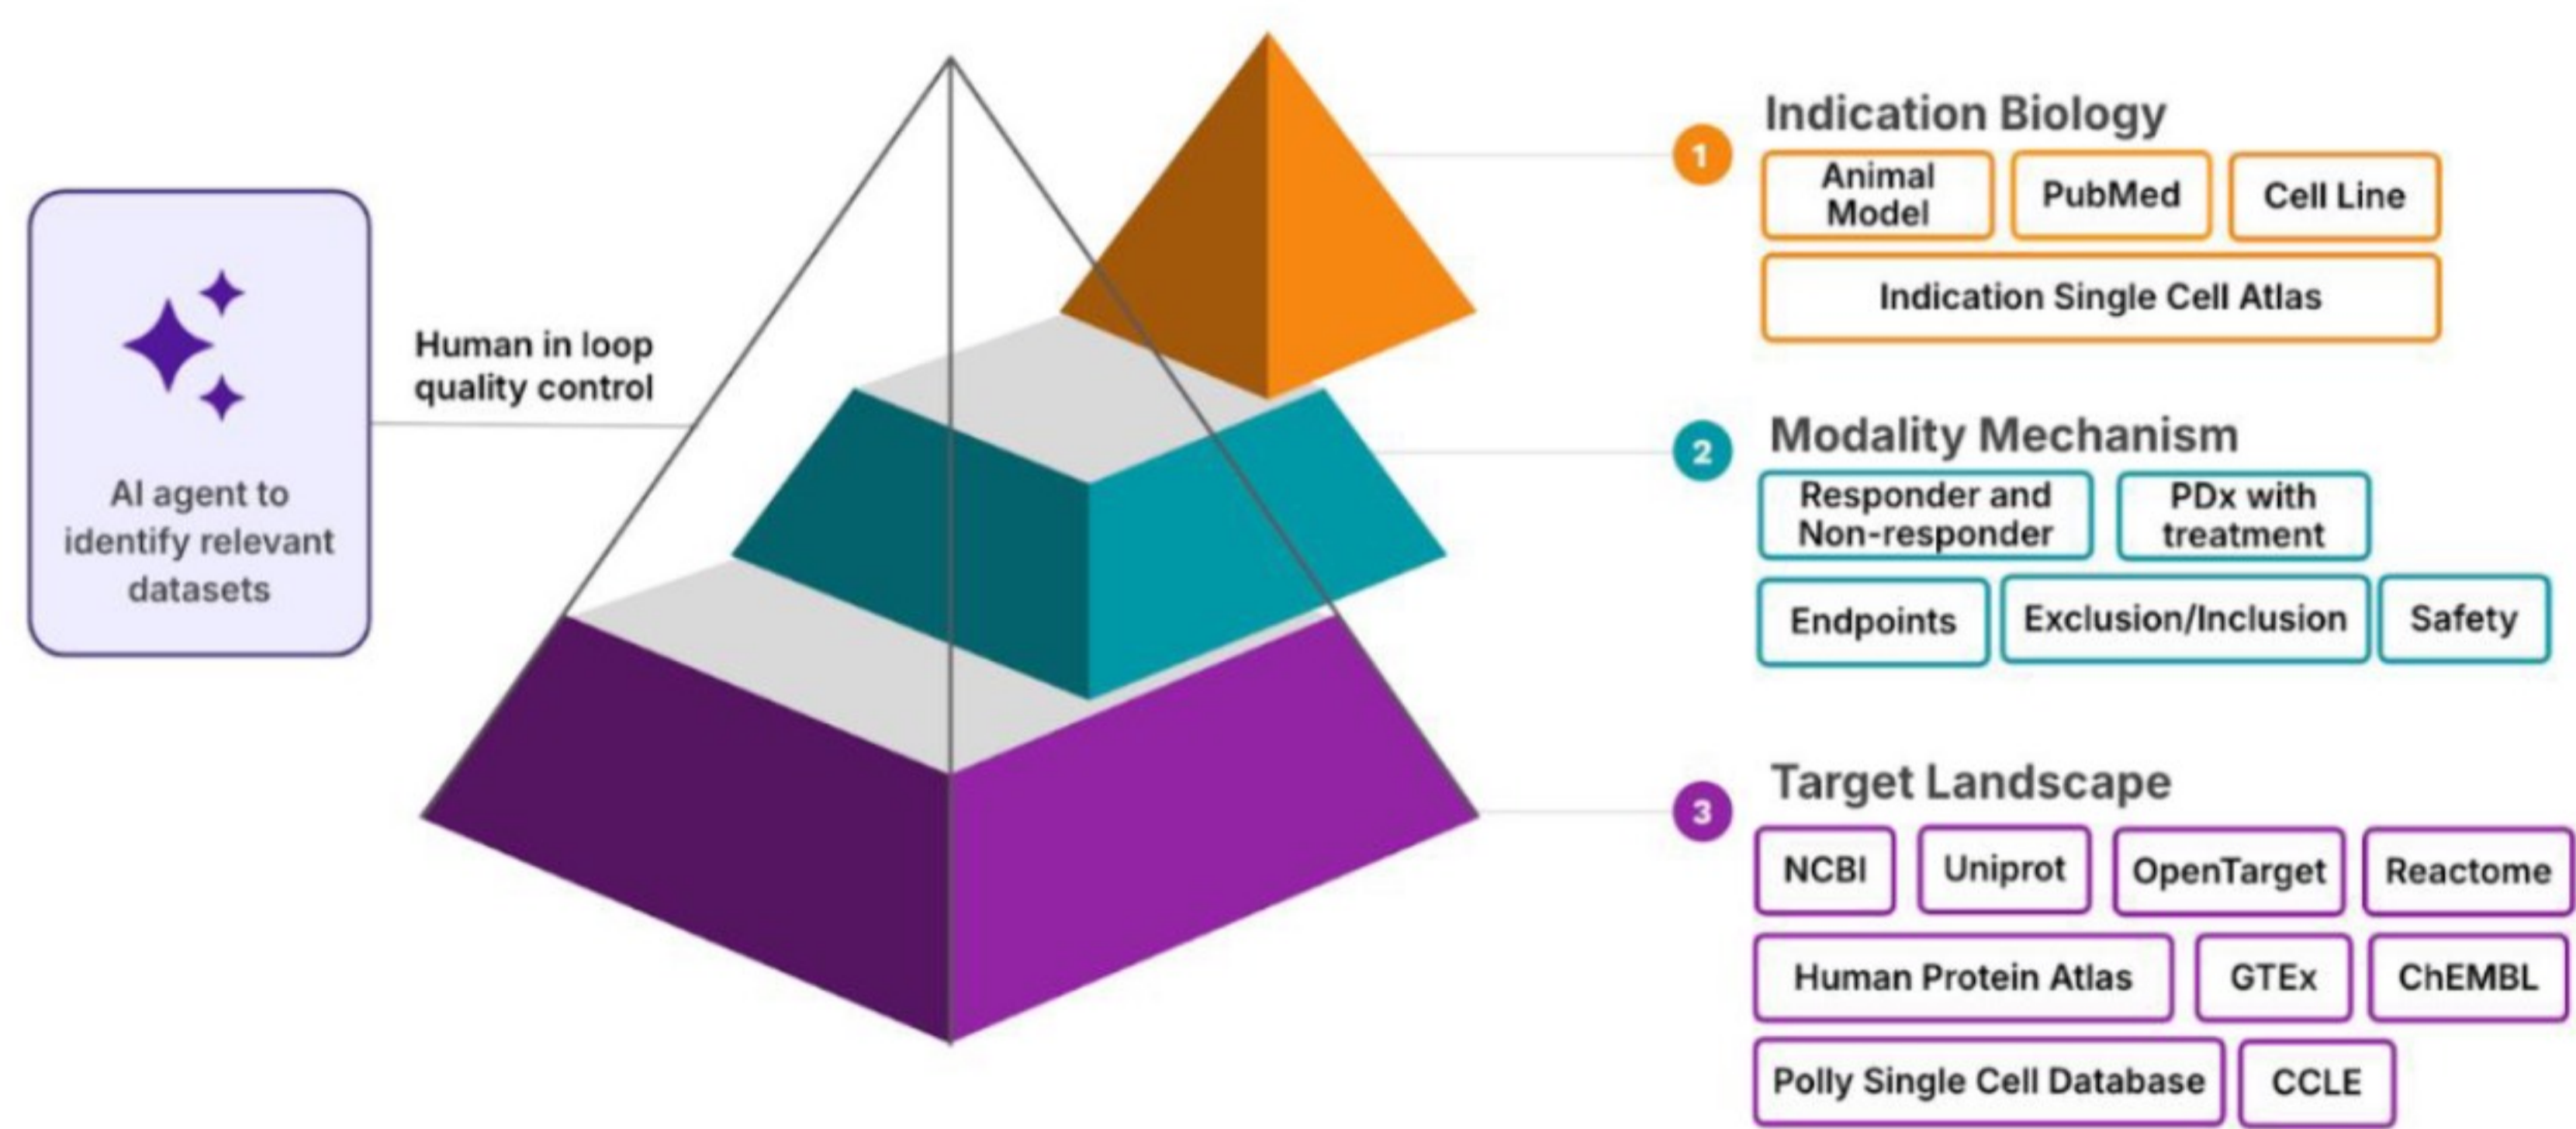 AI agent to
identify relevant
datasets
Human in loop
quality control
1
Indication Biology
Animal
Model
PubMed
Cell Line
Indication Single Cell Atlas
2
Modality Mechanism
Responder and
Non-responder
PDx with
treatment
Endpoints
Exclusion/Inclusion
Safety
3
Target Landscape
NCBI
Uniprot
OpenTarget
Reactome
Human Protein Atlas
GTEx
ChEMBL
Polly Single Cell Database
CCLE